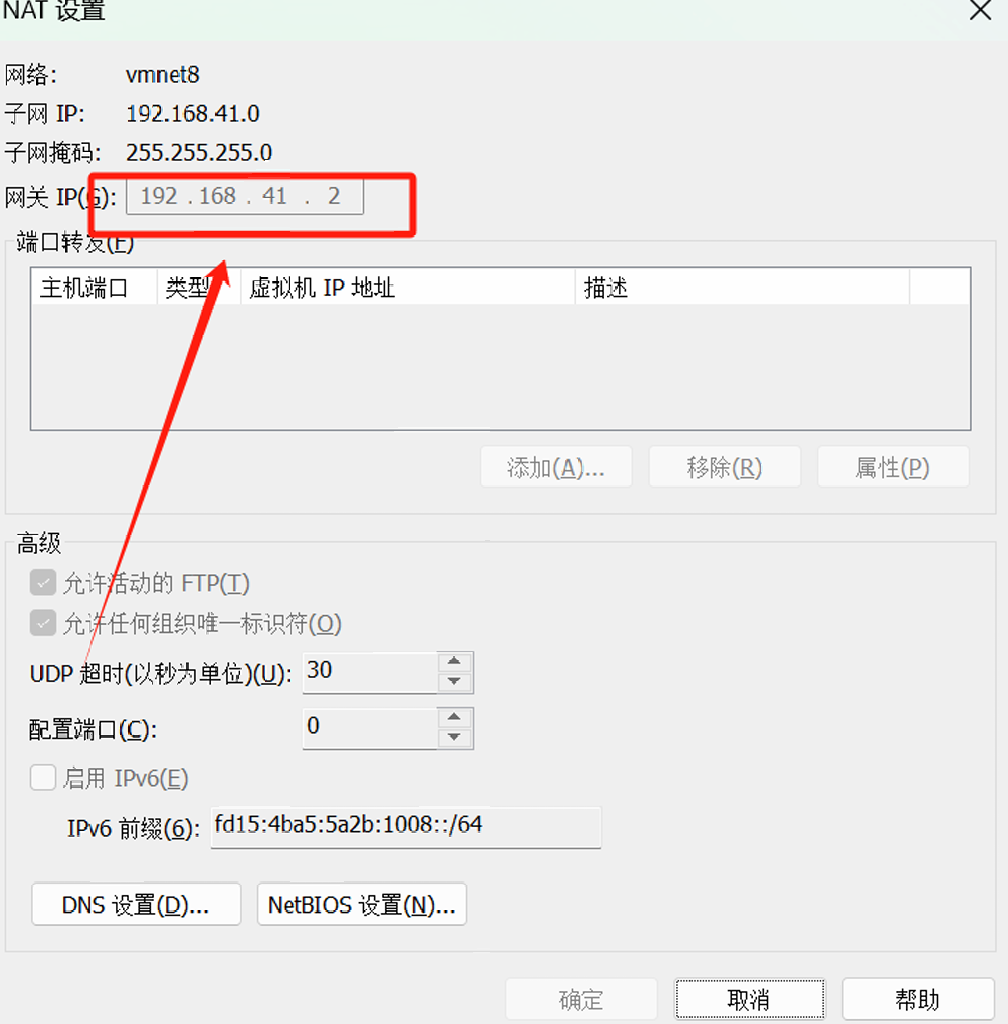 NAT 设置
网络: vmnet8
子网 IP: 192.168.41.0
子网掩码: 255.255.255.0
网关 IP(G): 192 . 168 . 41 . 2
端口转发(F)
主机端口 类型 虚拟机 IP 地址 描述
添加(A)... 移除(R) 属性(P)
高级
允许活动的 FTP(T)
允许任何组织唯一标识符(O)
UDP 超时(以秒为单位)(U): 30
配置端口(C): 0
启用 IPv6(E)
IPv6 前缀(6): fd15:4ba5:5a2b:1008::/64
DNS 设置(D)... NetBIOS 设置(N)...
确定 取消 帮助